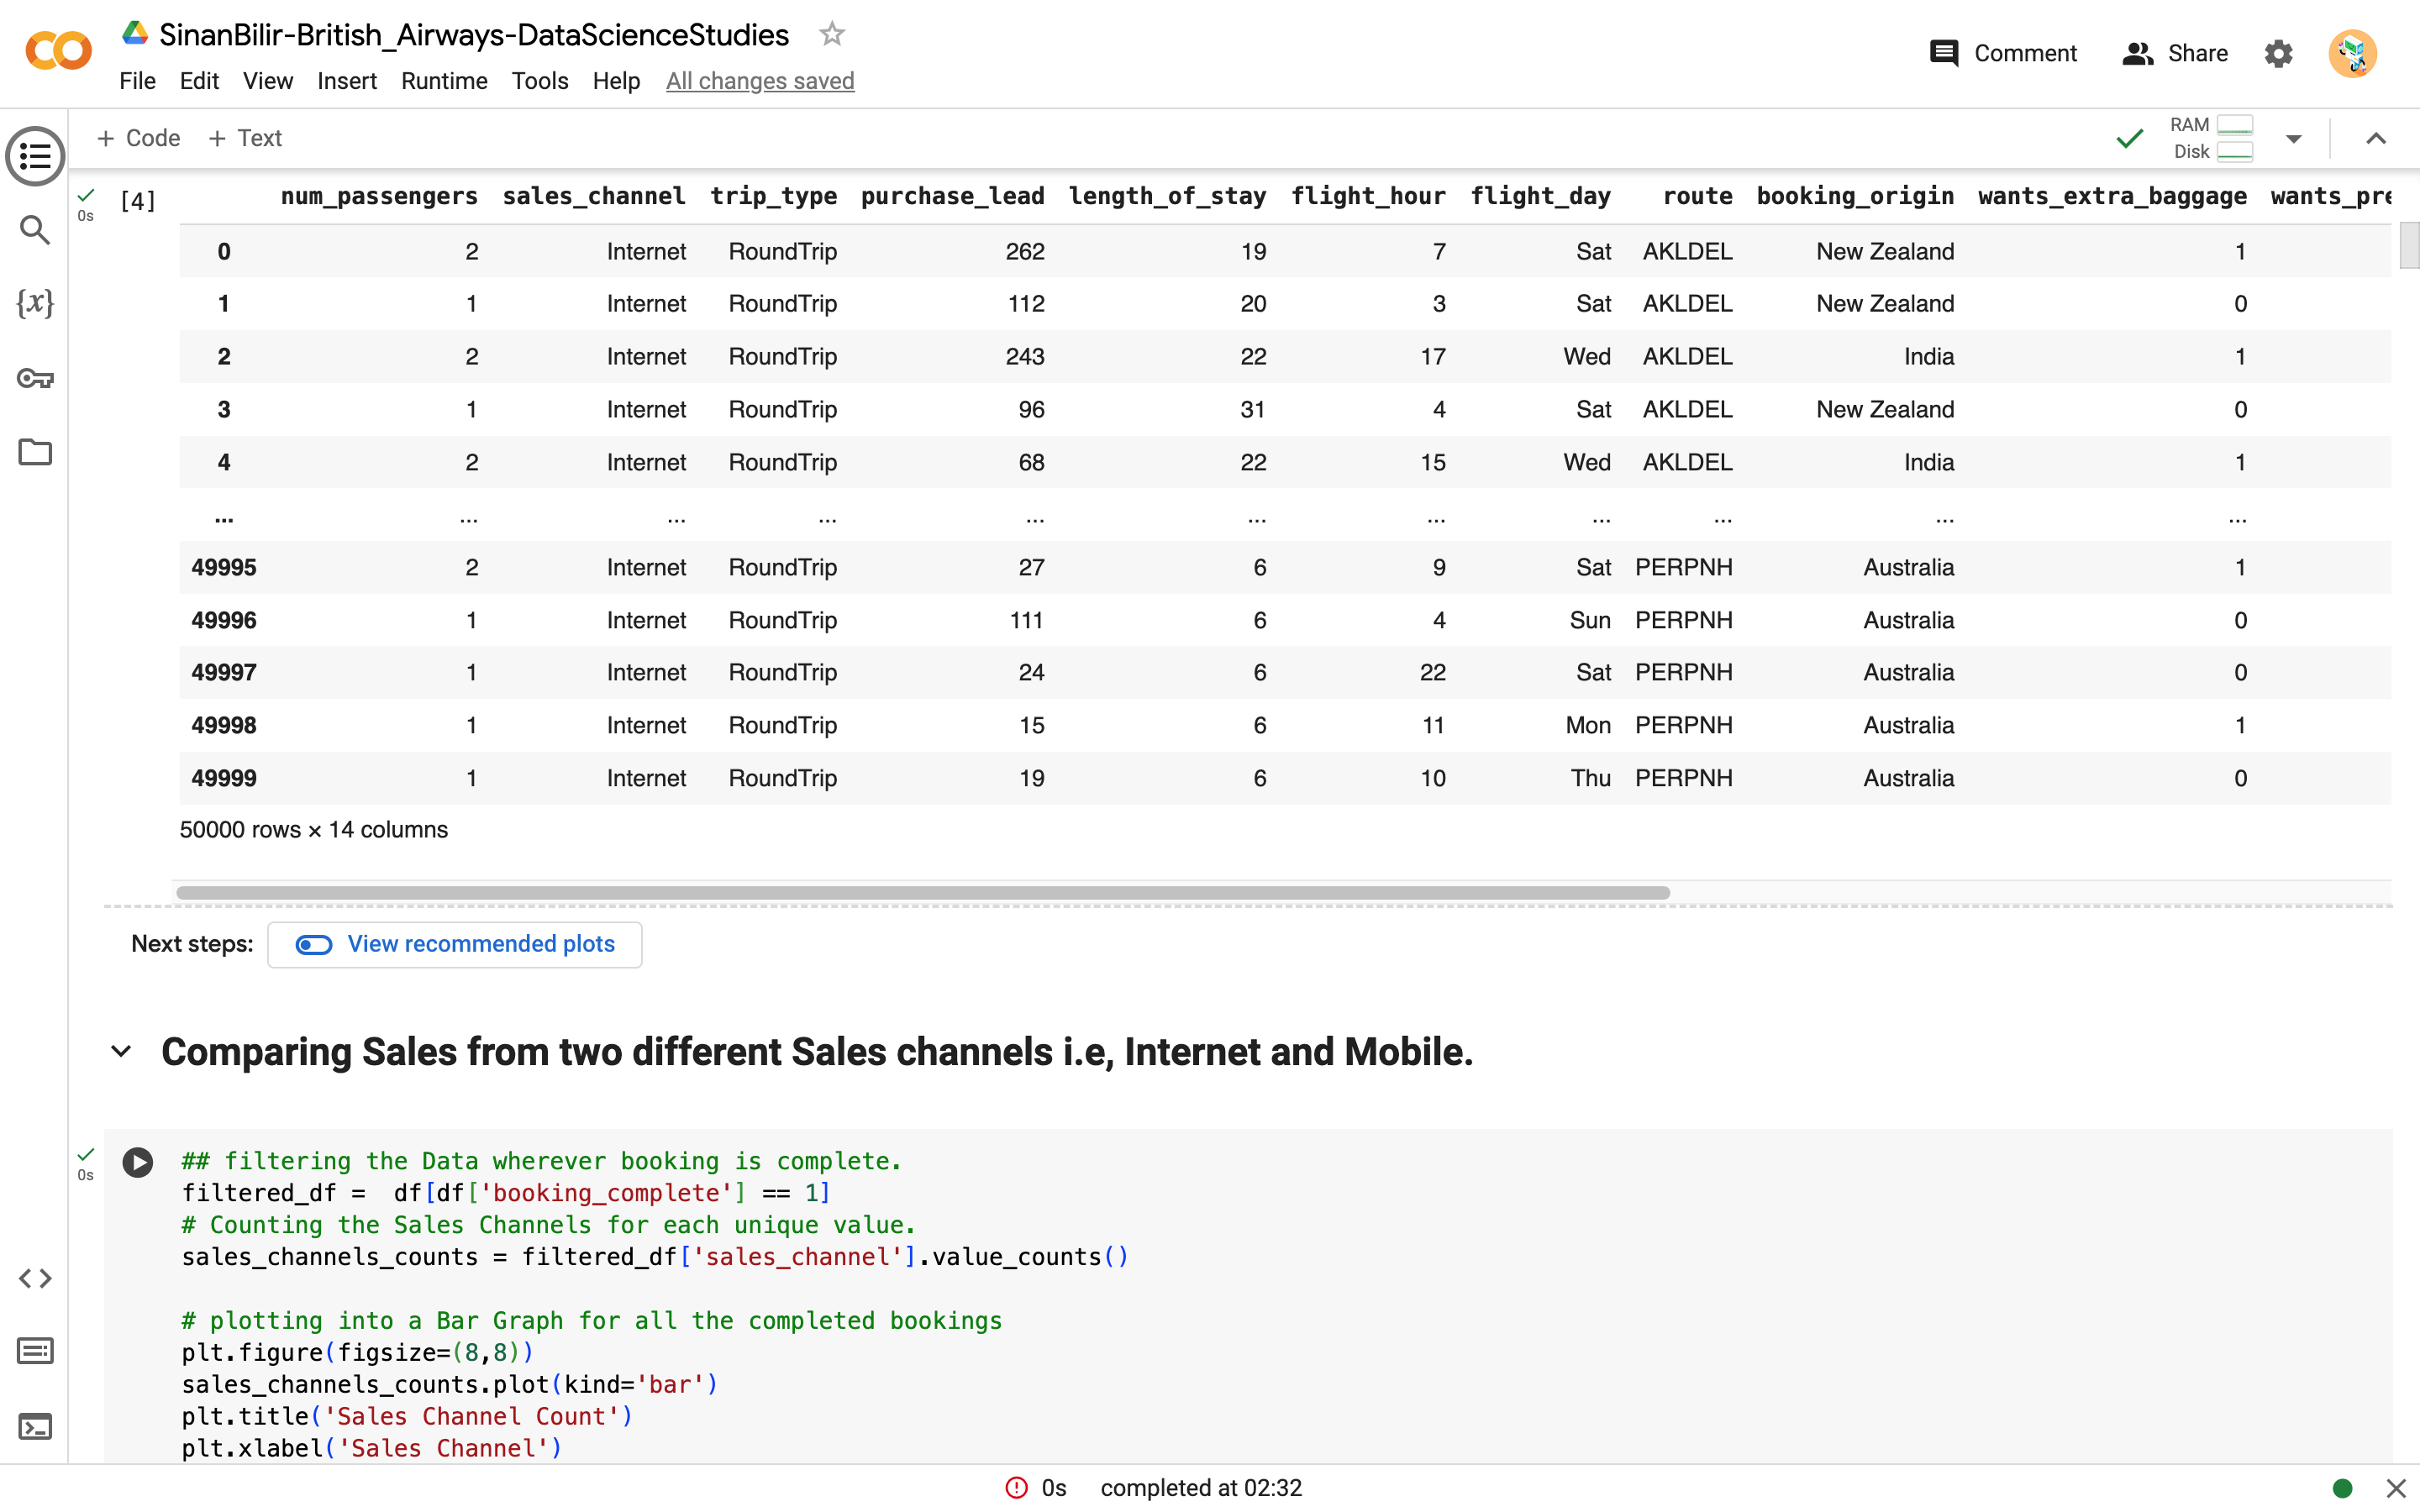 SinanBilir-British_Airways-DataScienceStudies
File Edit View Insert Runtime Tools Help All changes saved
Comment Share
+ Code + Text
RAM
Disk
0s
[4]
num_passengers sales_channel trip_type purchase_lead length_of_stay flight_hour flight_day route booking_origin wants_extra_baggage wants_pre
0 2 Internet RoundTrip 262 19 7 Sat AKLDEL New Zealand 1
1 1 Internet RoundTrip 112 20 3 Sat AKLDEL New Zealand 0
2 2 Internet RoundTrip 243 22 17 Wed AKLDEL India 1
3 1 Internet RoundTrip 96 31 4 Sat AKLDEL New Zealand 0
4 2 Internet RoundTrip 68 22 15 Wed AKLDEL India 1
... ... ... ... ... ... ... ... ... ... ...
49995 2 Internet RoundTrip 27 6 9 Sat PERPNH Australia 1
49996 1 Internet RoundTrip 111 6 4 Sun PERPNH Australia 0
49997 1 Internet RoundTrip 24 6 22 Sat PERPNH Australia 0
49998 1 Internet RoundTrip 15 6 11 Mon PERPNH Australia 1
49999 1 Internet RoundTrip 19 6 10 Thu PERPNH Australia 0
50000 rows × 14 columns
Next steps: View recommended plots
Comparing Sales from two different Sales channels i.e, Internet and Mobile.
0s
## filtering the Data wherever booking is complete.
filtered_df =  df[df['booking_complete'] == 1]
# Counting the Sales Channels for each unique value.
sales_channels_counts = filtered_df['sales_channel'].value_counts()
# plotting into a Bar Graph for all the completed bookings
plt.figure(figsize=(8,8))
sales_channels_counts.plot(kind='bar')
plt.title('Sales Channel Count')
plt.xlabel('Sales Channel')
0s completed at 02:32